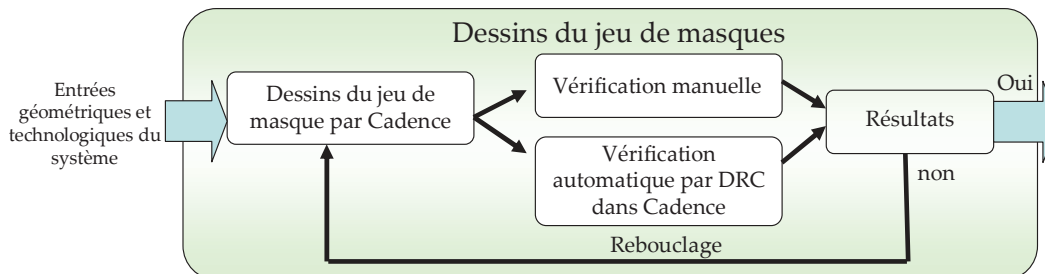 Dessins du jeu de masques
Entrées
géométriques et
technologiques du
système
Dessins du jeu de
masque par Cadence
Vérification manuelle
Vérification
automatique par DRC
dans Cadence
Résultats
Oui
non
Rebouclage